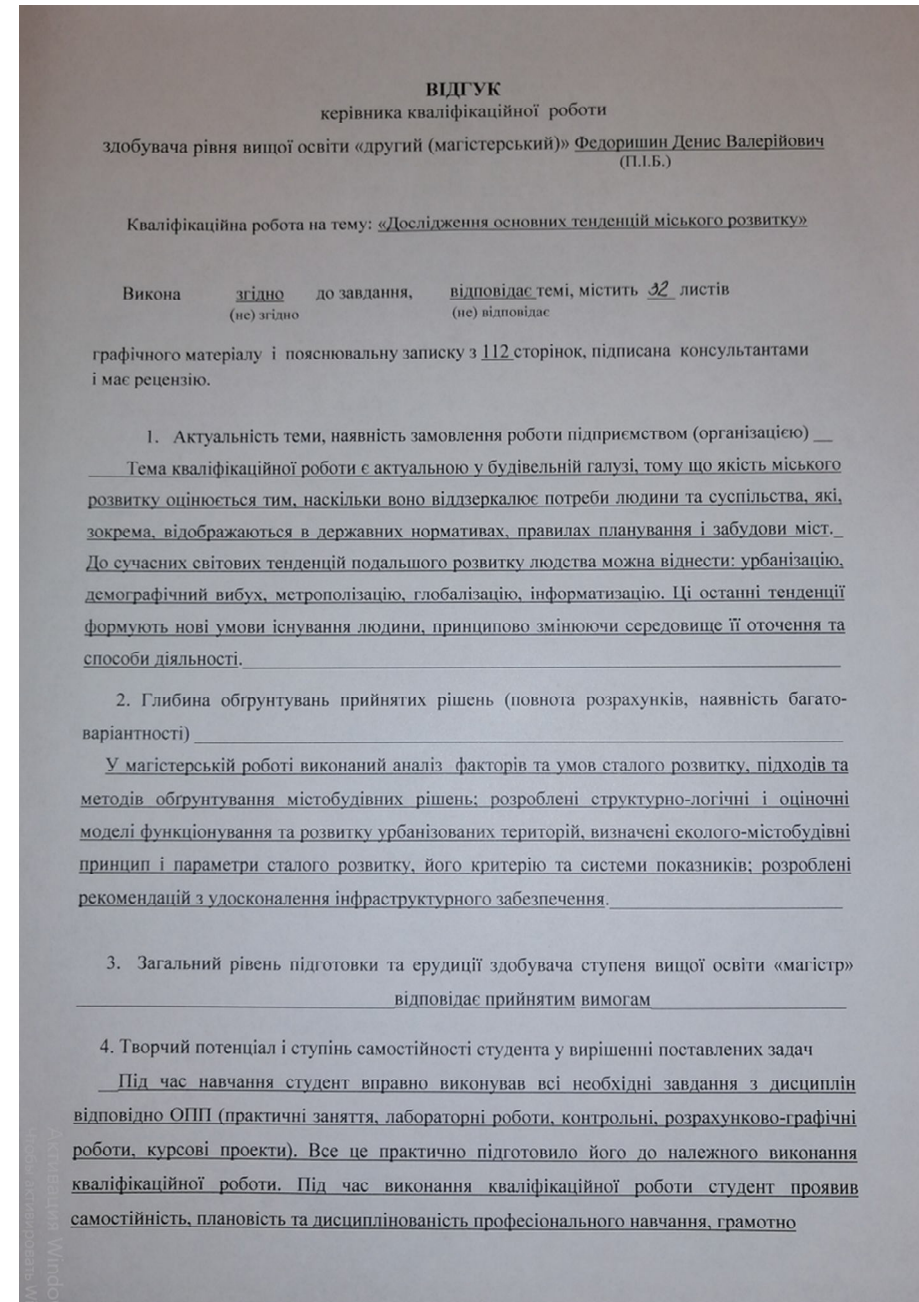 ВІДГУК
керівника кваліфікаційної роботи
здобувача рівня вищої освіти «другий (магістерський)» Федоришин Денис Валерійович
(П.І.Б.)
Кваліфікаційна робота на тему: «Дослідження основних тенденцій міського розвитку»
Викона згідно до завдання, відповідає темі, містить 32 листів
(не) згідно (не) відповідає
графічного матеріалу і пояснювальну записку з 112 сторінок, підписана консультантами
і має рецензію.
1. Актуальність теми, наявність замовлення роботи підприємством (організацією) __
Тема кваліфікаційної роботи є актуальною у будівельній галузі, тому що якість міського
розвитку оцінюється тим, наскільки воно віддзеркалює потреби людини та суспільства, які,
зокрема, відображаються в державних нормативах, правилах планування і забудови міст.
До сучасних світових тенденцій подальшого розвитку людства можна віднести: урбанізацію,
демографічний вибух, метрополізацію, глобалізацію, інформатизацію. Ці останні тенденції
формують нові умови існування людини, принципово змінюючи середовище її оточення та
способи діяльності.
2. Глибина обґрунтувань прийнятих рішень (повнота розрахунків, наявність багато-
варіантності)
У магістерській роботі виконаний аналіз факторів та умов сталого розвитку, підходів та
методів обґрунтування містобудівних рішень; розроблені структурно-логічні і оціночні
моделі функціонування та розвитку урбанізованих територій, визначені еколого-містобудівні
принцип і параметри сталого розвитку, його критерію та системи показників; розроблені
рекомендацій з удосконалення інфраструктурного забезпечення.
3. Загальний рівень підготовки та ерудиції здобувача ступеня вищої освіти «магістр»
відповідає прийнятим вимогам
4. Творчий потенціал і ступінь самостійності студента у вирішенні поставлених задач
Під час навчання студент вправно виконував всі необхідні завдання з дисциплін
відповідно ОПП (практичні заняття, лабораторні роботи, контрольні, розрахунково-графічні
роботи, курсові проекти). Все це практично підготовило його до належного виконання
кваліфікаційної роботи. Під час виконання кваліфікаційної роботи студент проявив
самостійність, плановість та дисциплінованість професіонального навчання, грамотно
Активация Windo
Чтобы активировать W